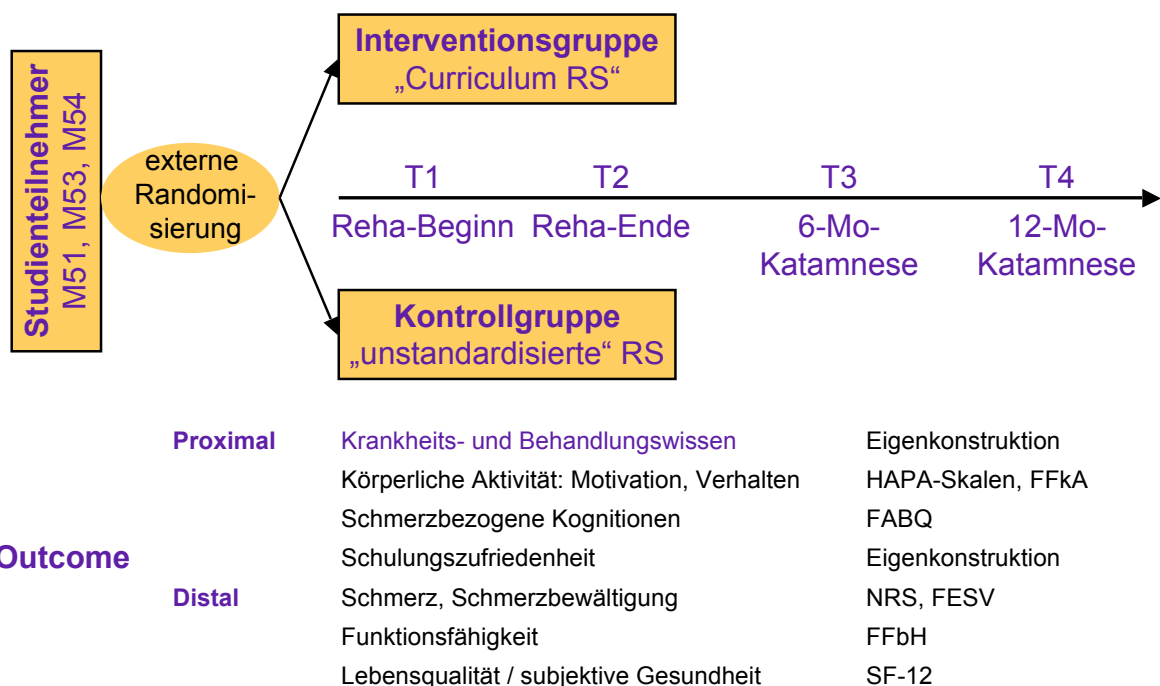 Studienteilnehmer
M51, M53, M54
externe
Randomi-
sierung
Interventionsgruppe
„Curriculum RS“
T1 T2 T3 T4
Reha-Beginn Reha-Ende 6-Mo- 12-Mo-
Katamnese Katamnese
Kontrollgruppe
„unstandardisierte“ RS
Proximal Krankheits- und Behandlungswissen Eigenkonstruktion
Körperliche Aktivität: Motivation, Verhalten HAPA-Skalen, FFkA
Schmerzbezogene Kognitionen FABQ
Outcome Schulungszufriedenheit Eigenkonstruktion
Distal Schmerz, Schmerzbewältigung NRS, FESV
Funktionsfähigkeit FFbH
Lebensqualität / subjektive Gesundheit SF-12